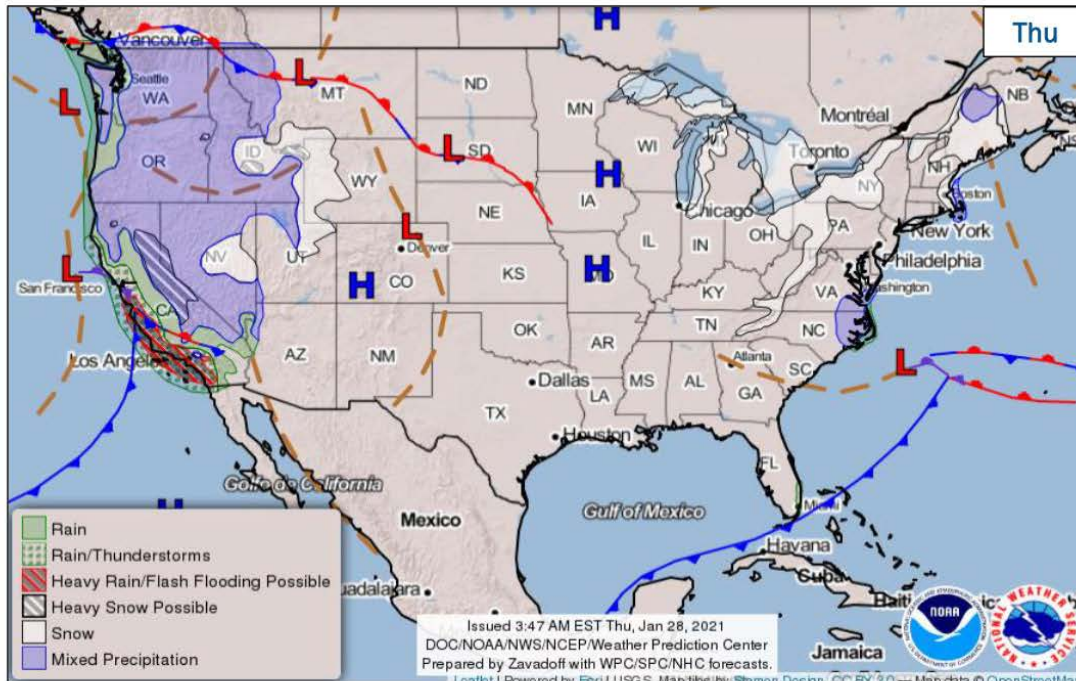 Thu
Vancouver
Seattle
WA
MT
ND
MN
Montréal
NB
OR
ID
SD
WI
MI
Toronto
NH
NY
Boston
WY
NE
IA
Chicago
PA
New York
NV
UT
Denver
CO
IL
IN
OH
Philadelphia
San Francisco
CA
KS
MO
KY
VA
Washington
Los Angeles
AZ
NM
OK
AR
TN
NC
Atlanta
SC
Dallas
MS
AL
GA
TX
LA
Houston
FL
Golfo de California
Mexico
Gulf of Mexico
Miami
Havana
Cuba
Jamaica
L
L
L
L
L
L
H
H
H
H
H
Rain
Rain/Thunderstorms
Heavy Rain/Flash Flooding Possible
Heavy Snow Possible
Snow
Mixed Precipitation
Issued 3:47 AM EST Thu, Jan 28, 2021
DOC/NOAA/NWS/NCEP/Weather Prediction Center
Prepared by Zavadoff with WPC/SPC/NHC forecasts.
NOAA
NATIONAL WEATHER SERVICE